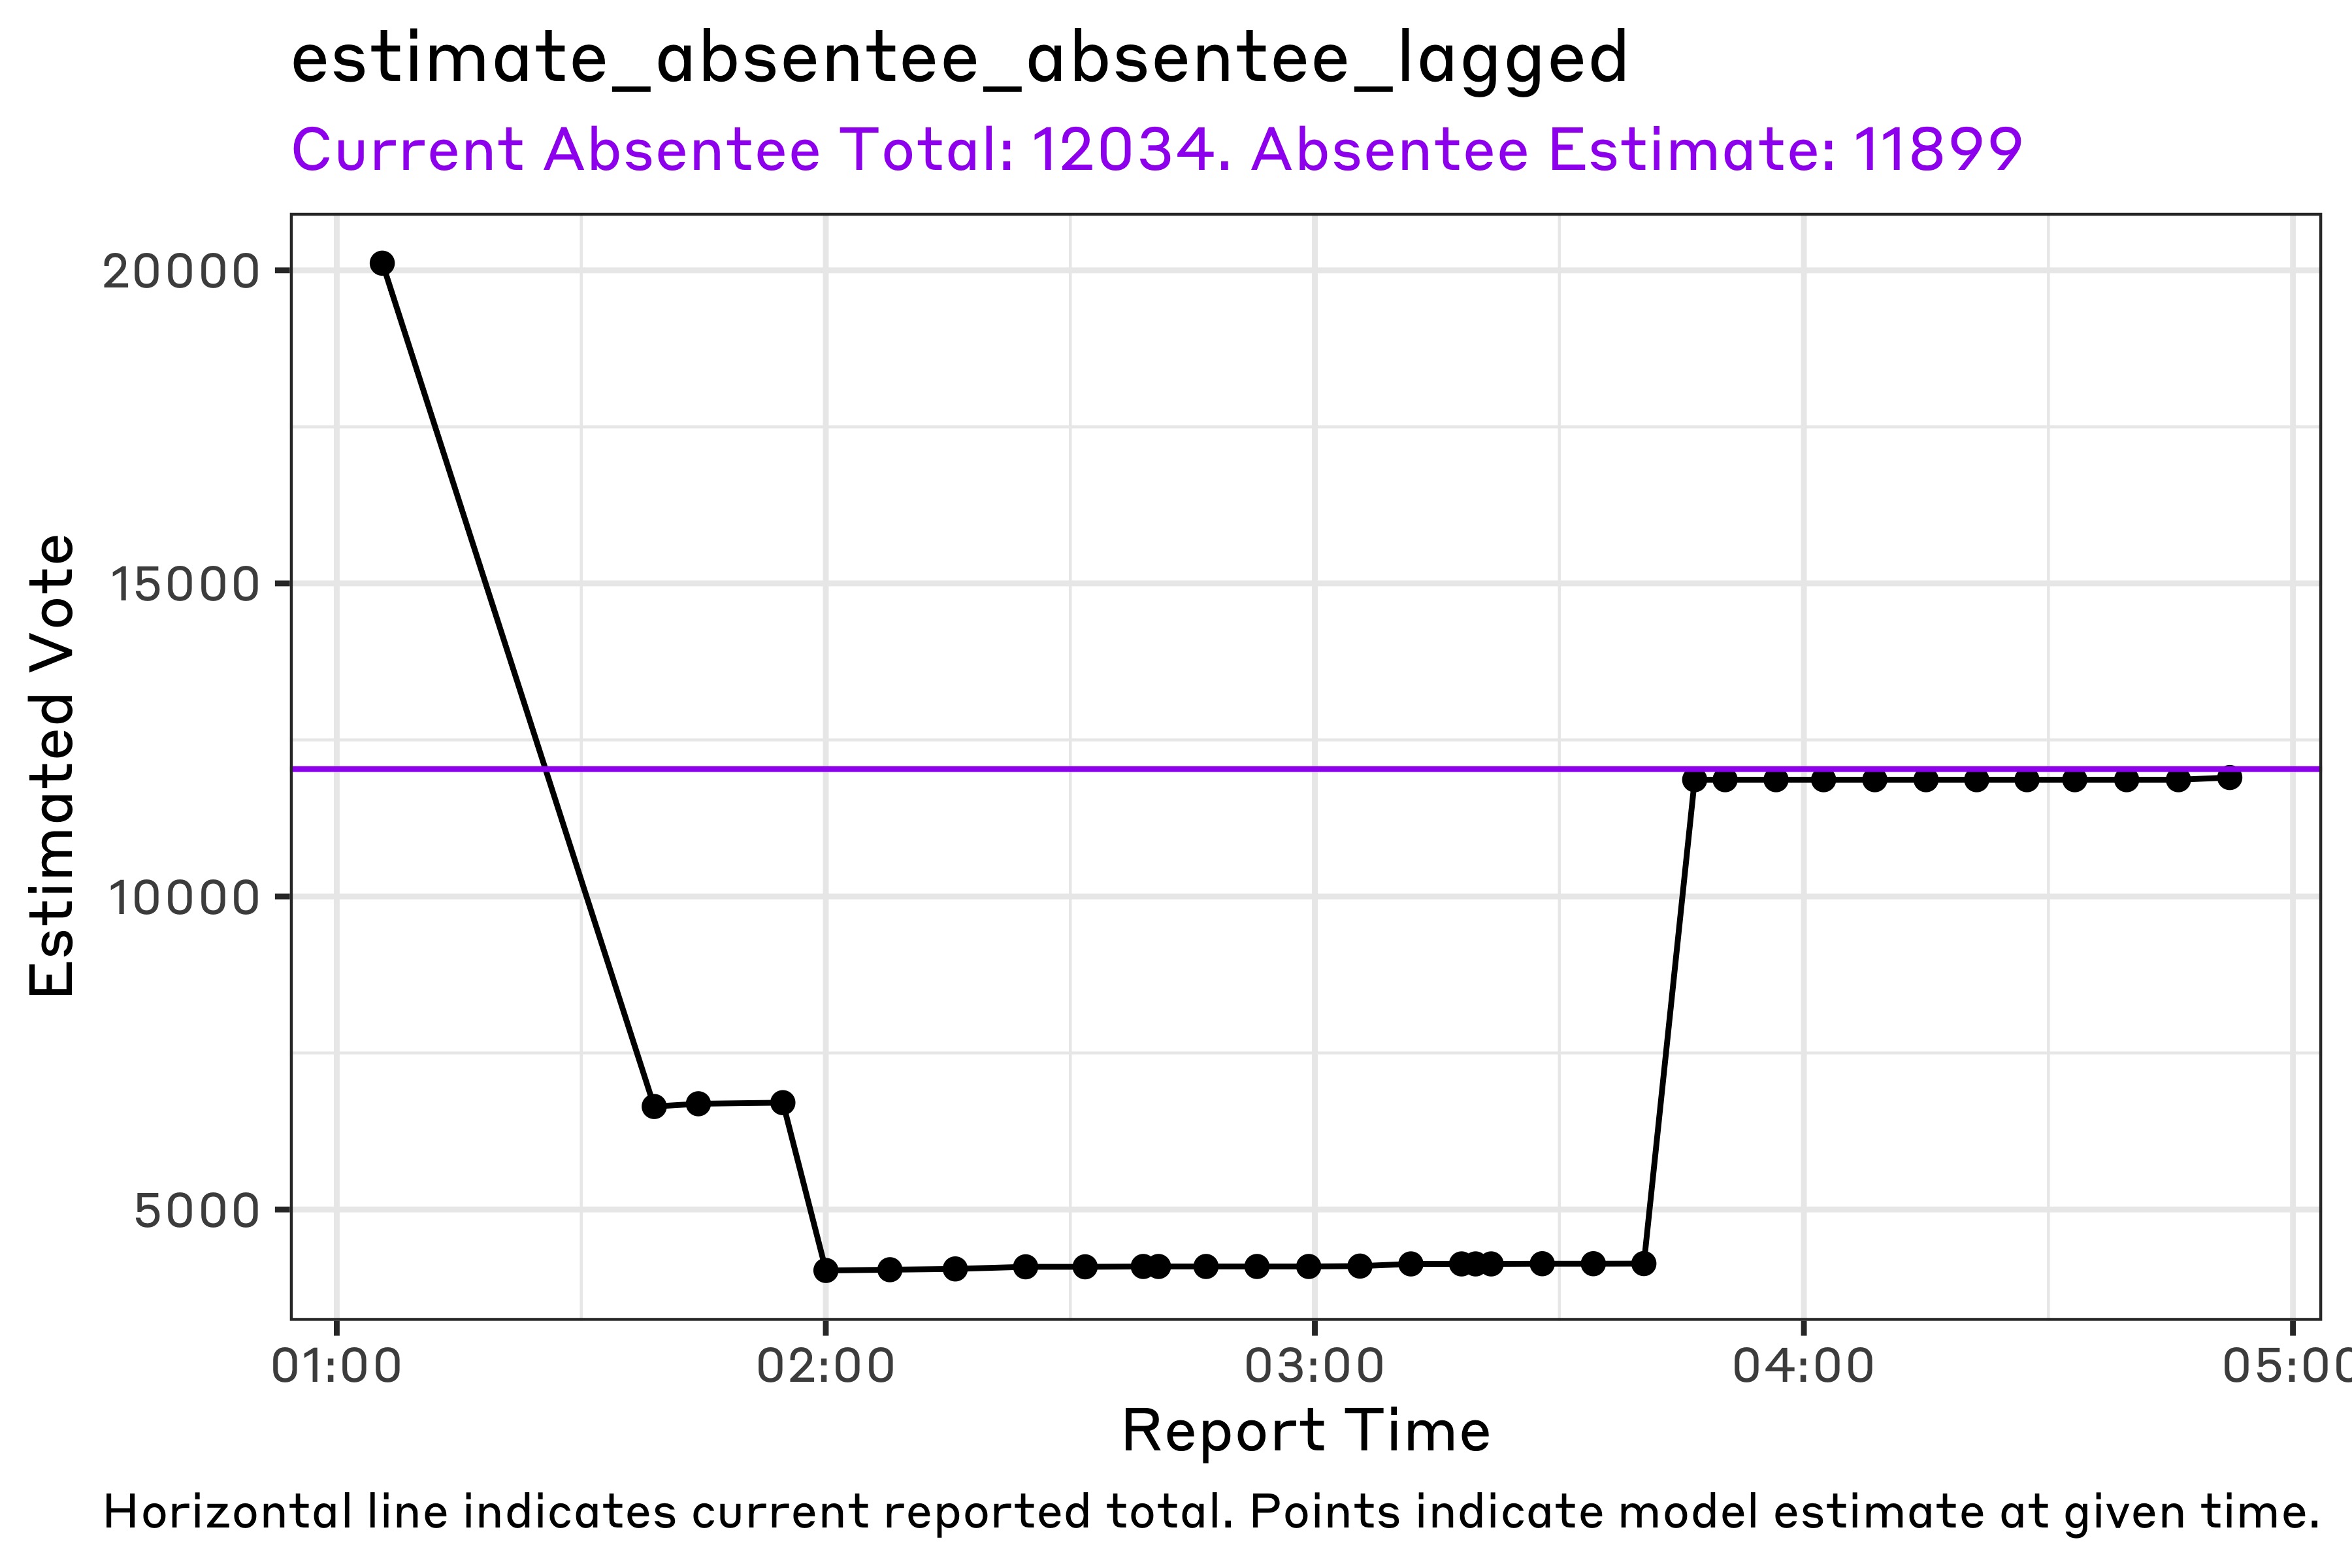 estimate_absentee_absentee_lagged
Current Absentee Total: 12034. Absentee Estimate: 11899
Estimated Vote
20000
15000
10000
5000
01:00 02:00 03:00 04:00 05:00
Report Time
Horizontal line indicates current reported total. Points indicate model estimate at given time.